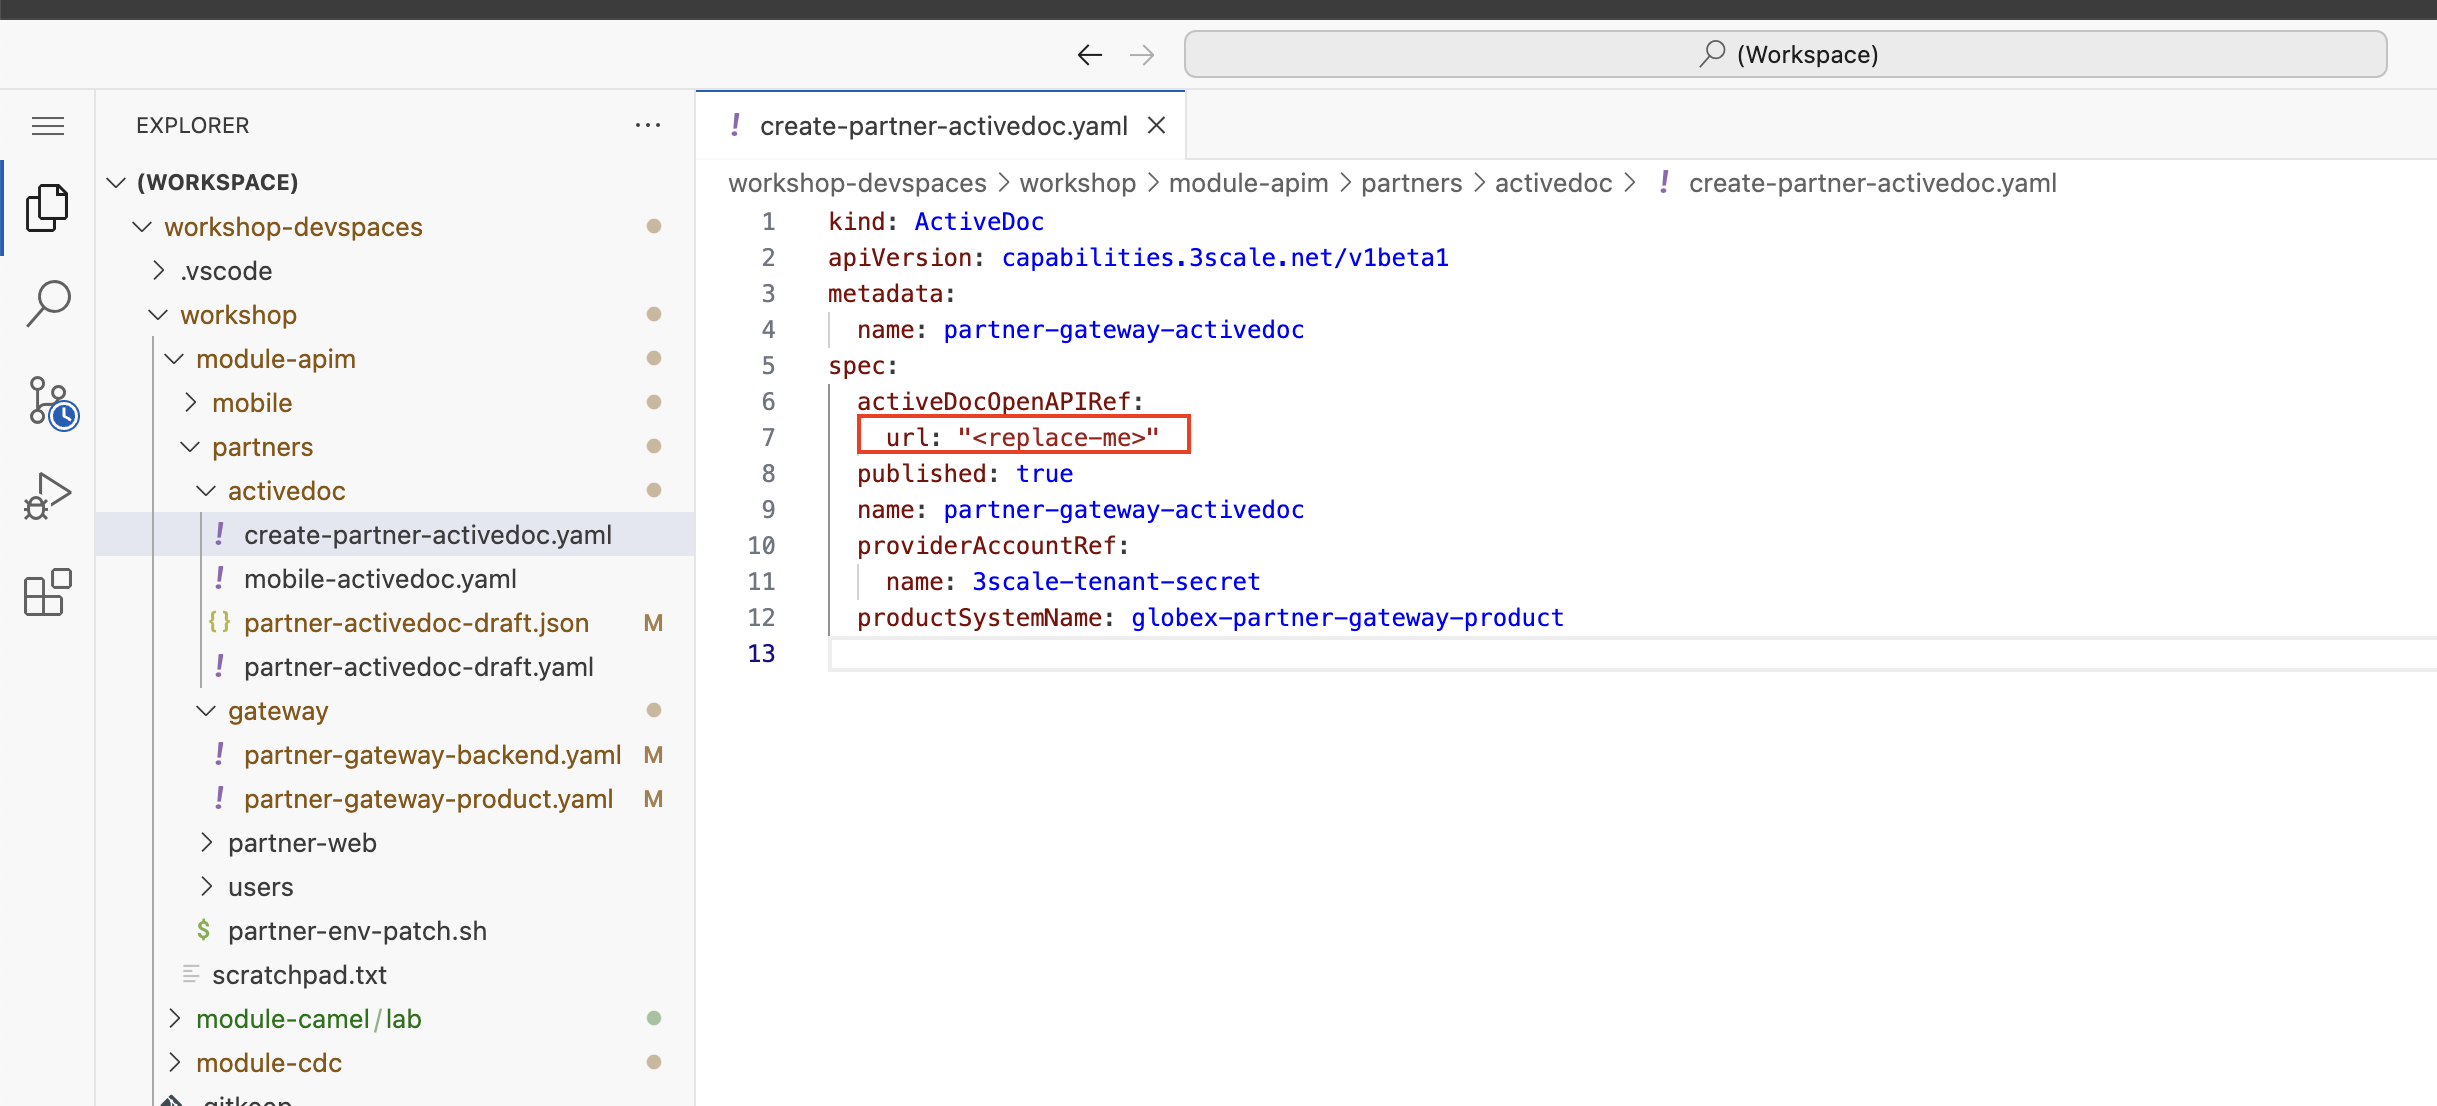 (Workspace)
EXPLORER
···
(WORKSPACE)
workshop-devspaces
.vscode
workshop
module-apim
mobile
partners
activedoc
! create-partner-activedoc.yaml
! mobile-activedoc.yaml
{} partner-activedoc-draft.json M
! partner-activedoc-draft.yaml
gateway
! partner-gateway-backend.yaml M
! partner-gateway-product.yaml M
partner-web
users
$ partner-env-patch.sh
scratchpad.txt
module-camel/lab
module-cdc
.gitkeep
! create-partner-activedoc.yaml
workshop-devspaces > workshop > module-apim > partners > activedoc > ! create-partner-activedoc.yaml
1 kind: ActiveDoc
2 apiVersion: capabilities.3scale.net/v1beta1
3 metadata:
4 name: partner-gateway-activedoc
5 spec:
6 activeDocOpenAPIRef:
7 url: "<replace-me>"
8 published: true
9 name: partner-gateway-activedoc
10 providerAccountRef:
11 name: 3scale-tenant-secret
12 productSystemName: globex-partner-gateway-product
13